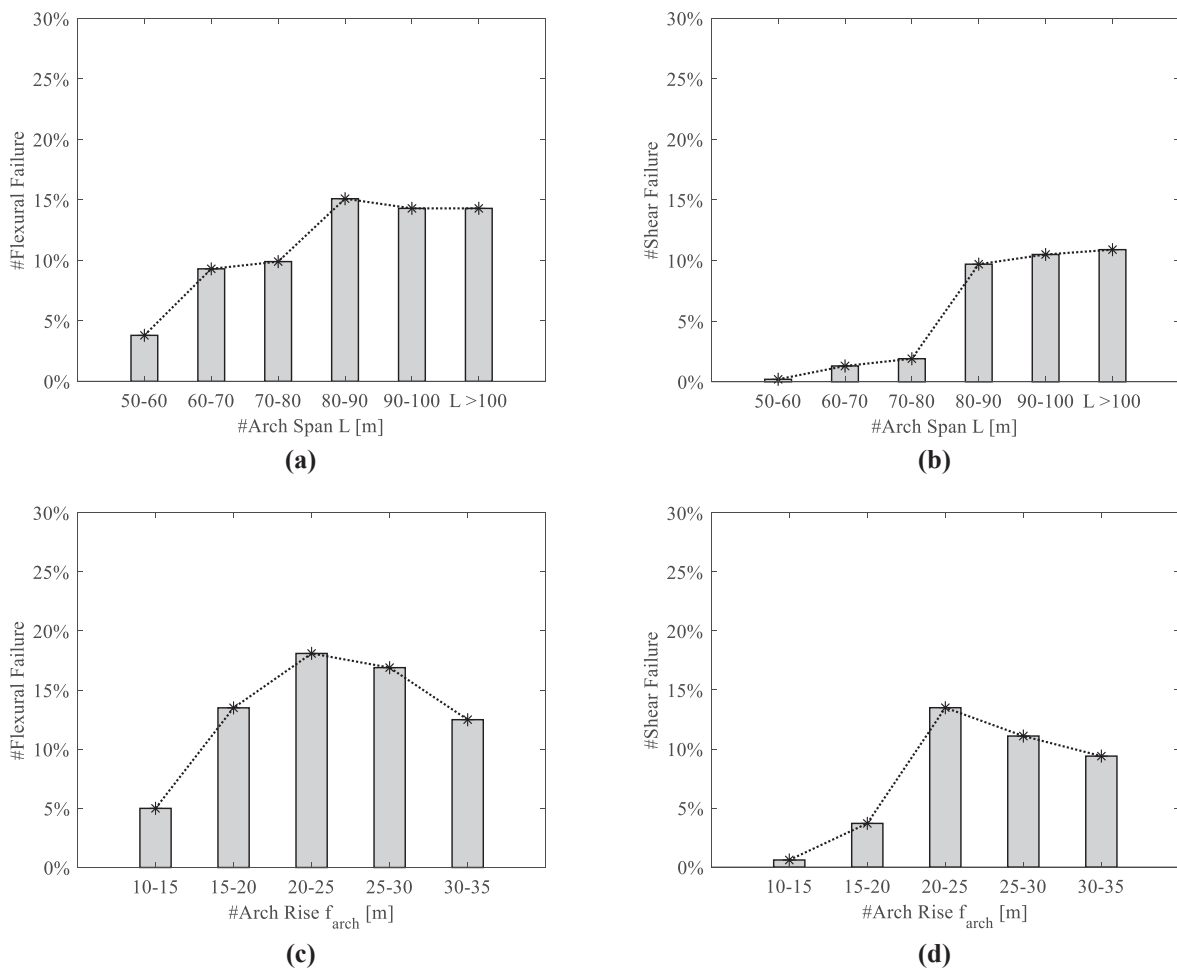 30%
25%
20%
15%
10%
5%
0%
#Flexural Failure
50-60 60-70 70-80 80-90 90-100 L >100
#Arch Span L [m]
(a)
30%
25%
20%
15%
10%
5%
0%
#Shear Failure
50-60 60-70 70-80 80-90 90-100 L >100
#Arch Span L [m]
(b)
30%
25%
20%
15%
10%
5%
0%
#Flexural Failure
10-15 15-20 20-25 25-30 30-35
#Arch Rise f_arch [m]
(c)
30%
25%
20%
15%
10%
5%
0%
#Shear Failure
10-15 15-20 20-25 25-30 30-35
#Arch Rise f_arch [m]
(d)